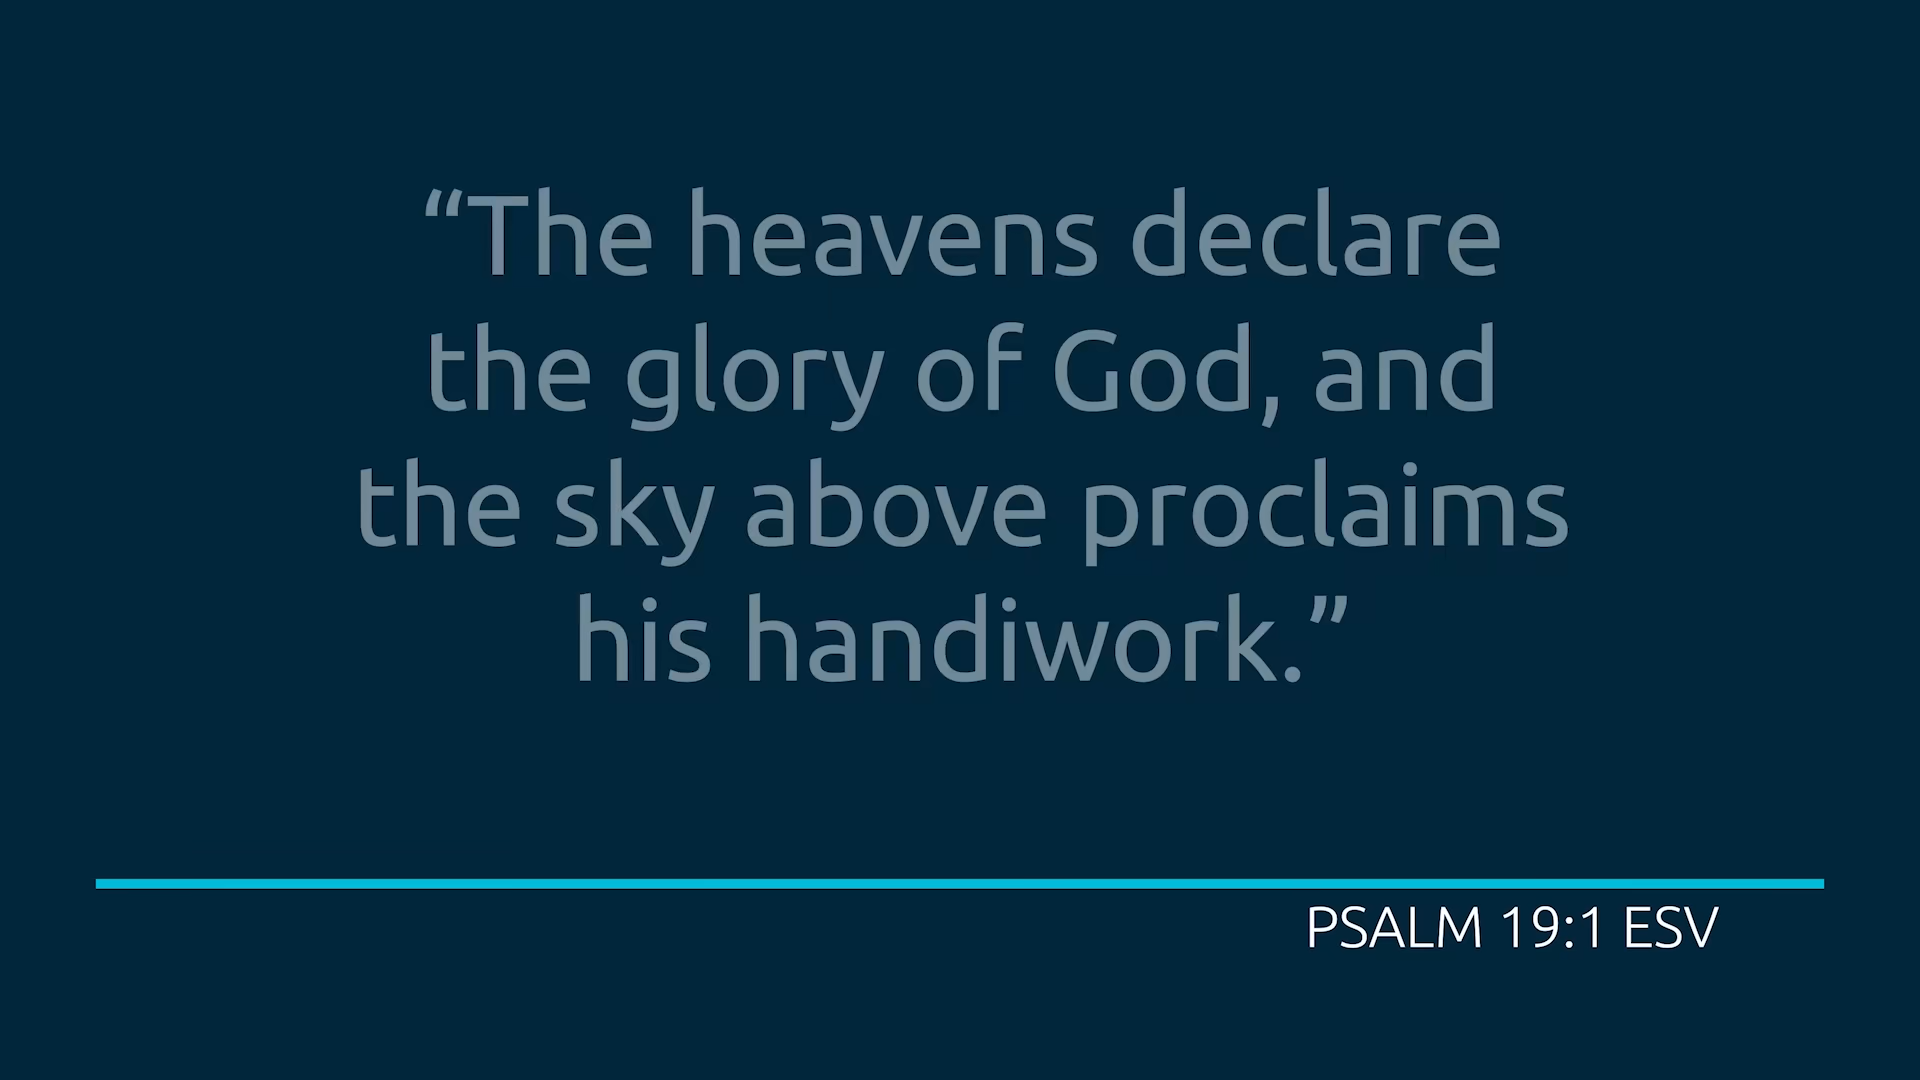 “The heavens declare
the glory of God, and
the sky above proclaims
his handiwork.”
PSALM 19:1 ESV